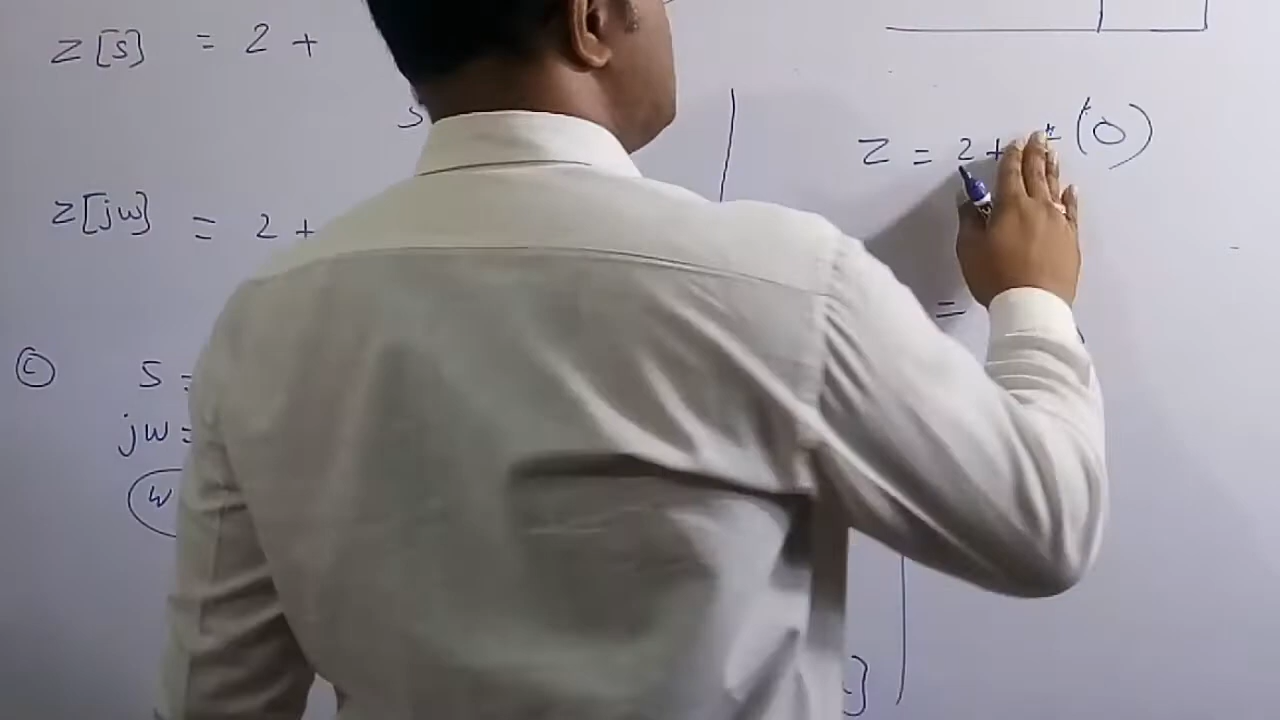 Z[s] = 2 +
s
Z[jw] = 2 +
c s =
jw =
w
Z = 2 + (0)
=
]